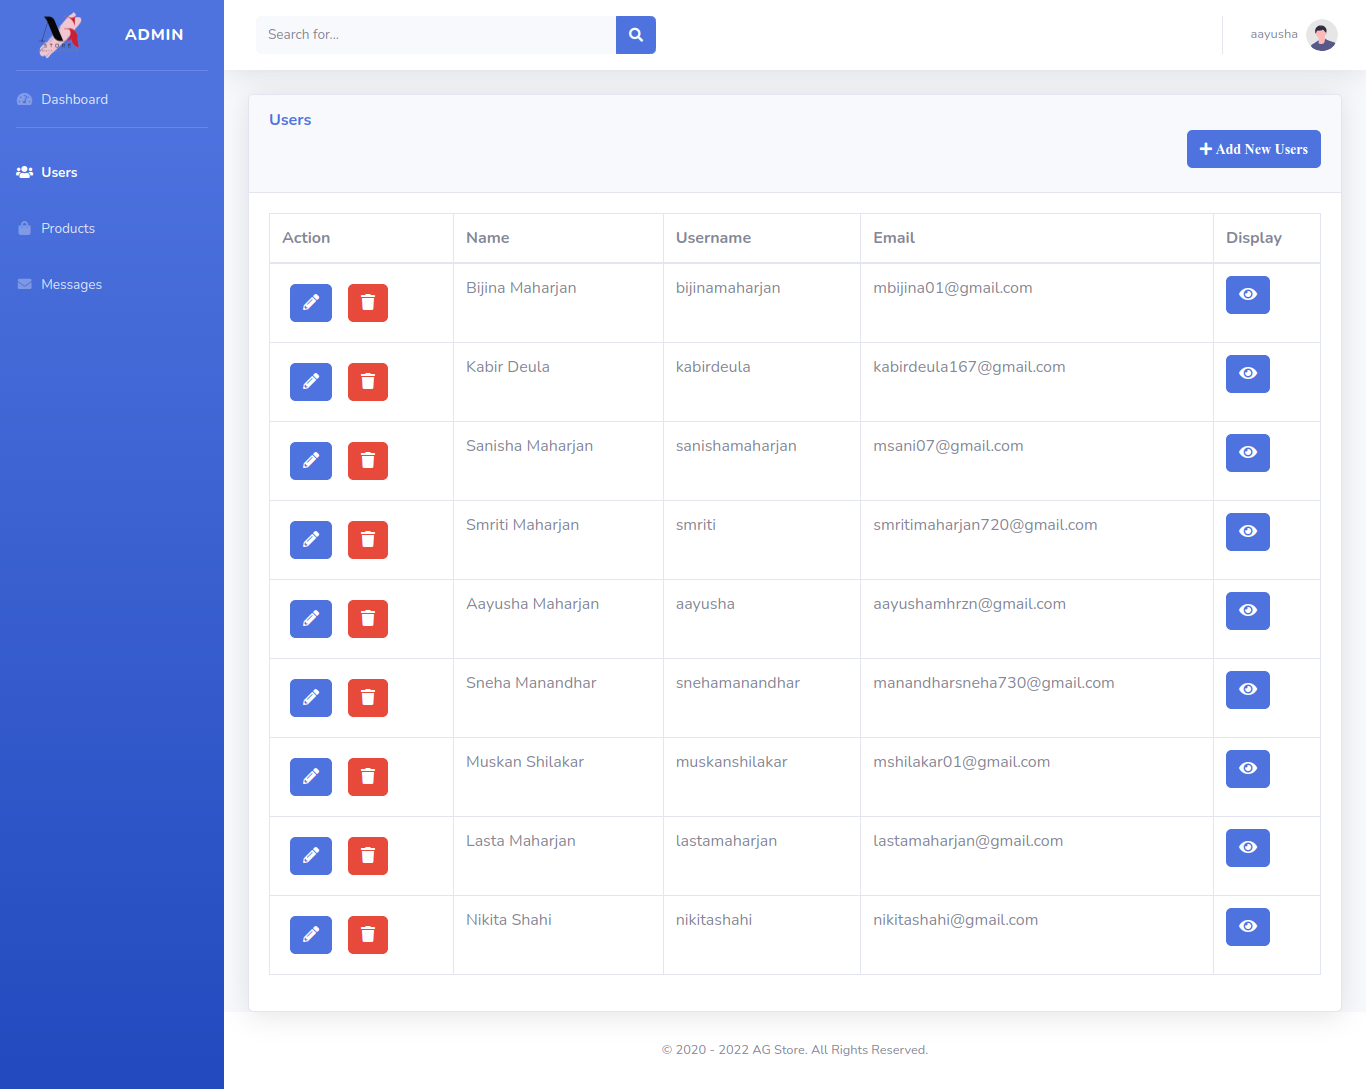 ADMIN
Search for...
aayusha
Dashboard
Users
Products
Messages
Users
Add New Users
Action Name Username Email Display
Bijina Maharjan bijinamaharjan mbijina01@gmail.com
Kabir Deula kabirdeula kabirdeula167@gmail.com
Sanisha Maharjan sanishamaharjan msani07@gmail.com
Smriti Maharjan smriti smritimaharjan720@gmail.com
Aayusha Maharjan aayusha aayushamhrzn@gmail.com
Sneha Manandhar snehamanandhar manandharsneha730@gmail.com
Muskan Shilakar muskanshilakar mshilakar01@gmail.com
Lasta Maharjan lastamaharjan lastamaharjan@gmail.com
Nikita Shahi nikitashahi nikitashahi@gmail.com
© 2020 - 2022 AG Store. All Rights Reserved.